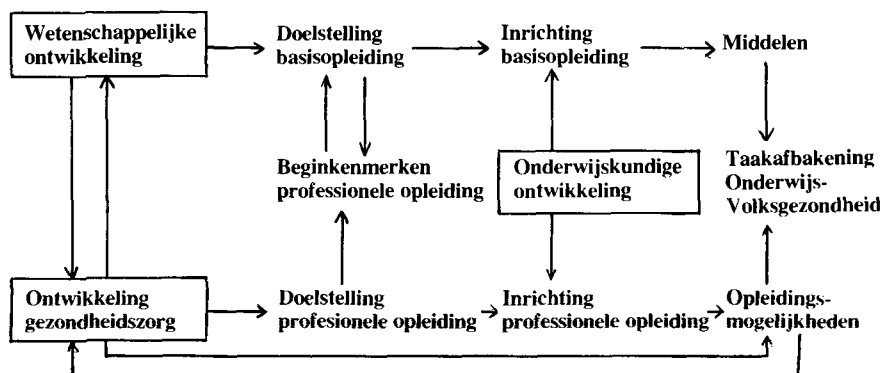 Wetenschappelijke
ontwikkeling
Doelstelling
basisopleiding
Inrichting
basisopleiding
Middelen
Beginkenmerken
professionele opleiding
Onderwijskundige
ontwikkeling
Taakafbakening
Onderwijs-
Volksgezondheid
Ontwikkeling
gezondheidszorg
Doelstelling
profesionele opleiding
Inrichting
professionele opleiding
Opleidings-
mogelijkheden